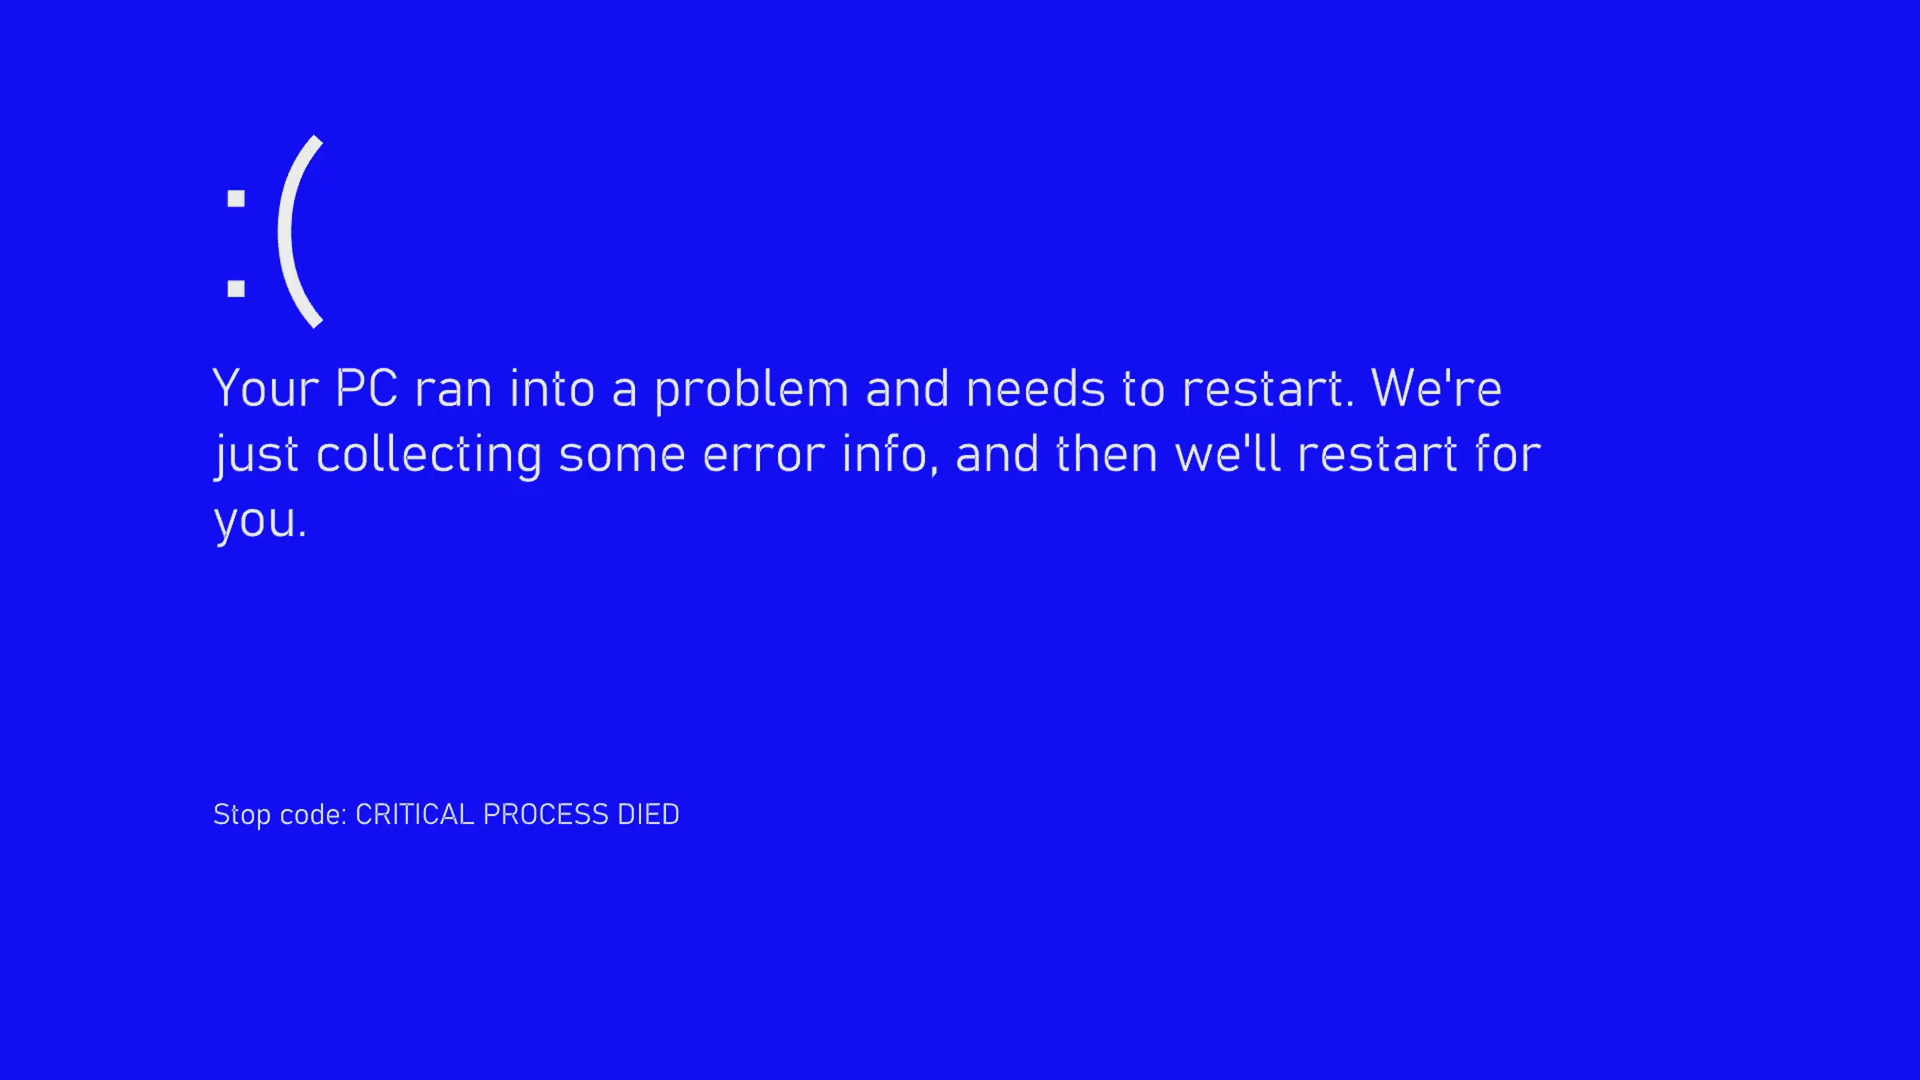 :(
Your PC ran into a problem and needs to restart. We're
just collecting some error info, and then we'll restart for
you.
Stop code: CRITICAL PROCESS DIED